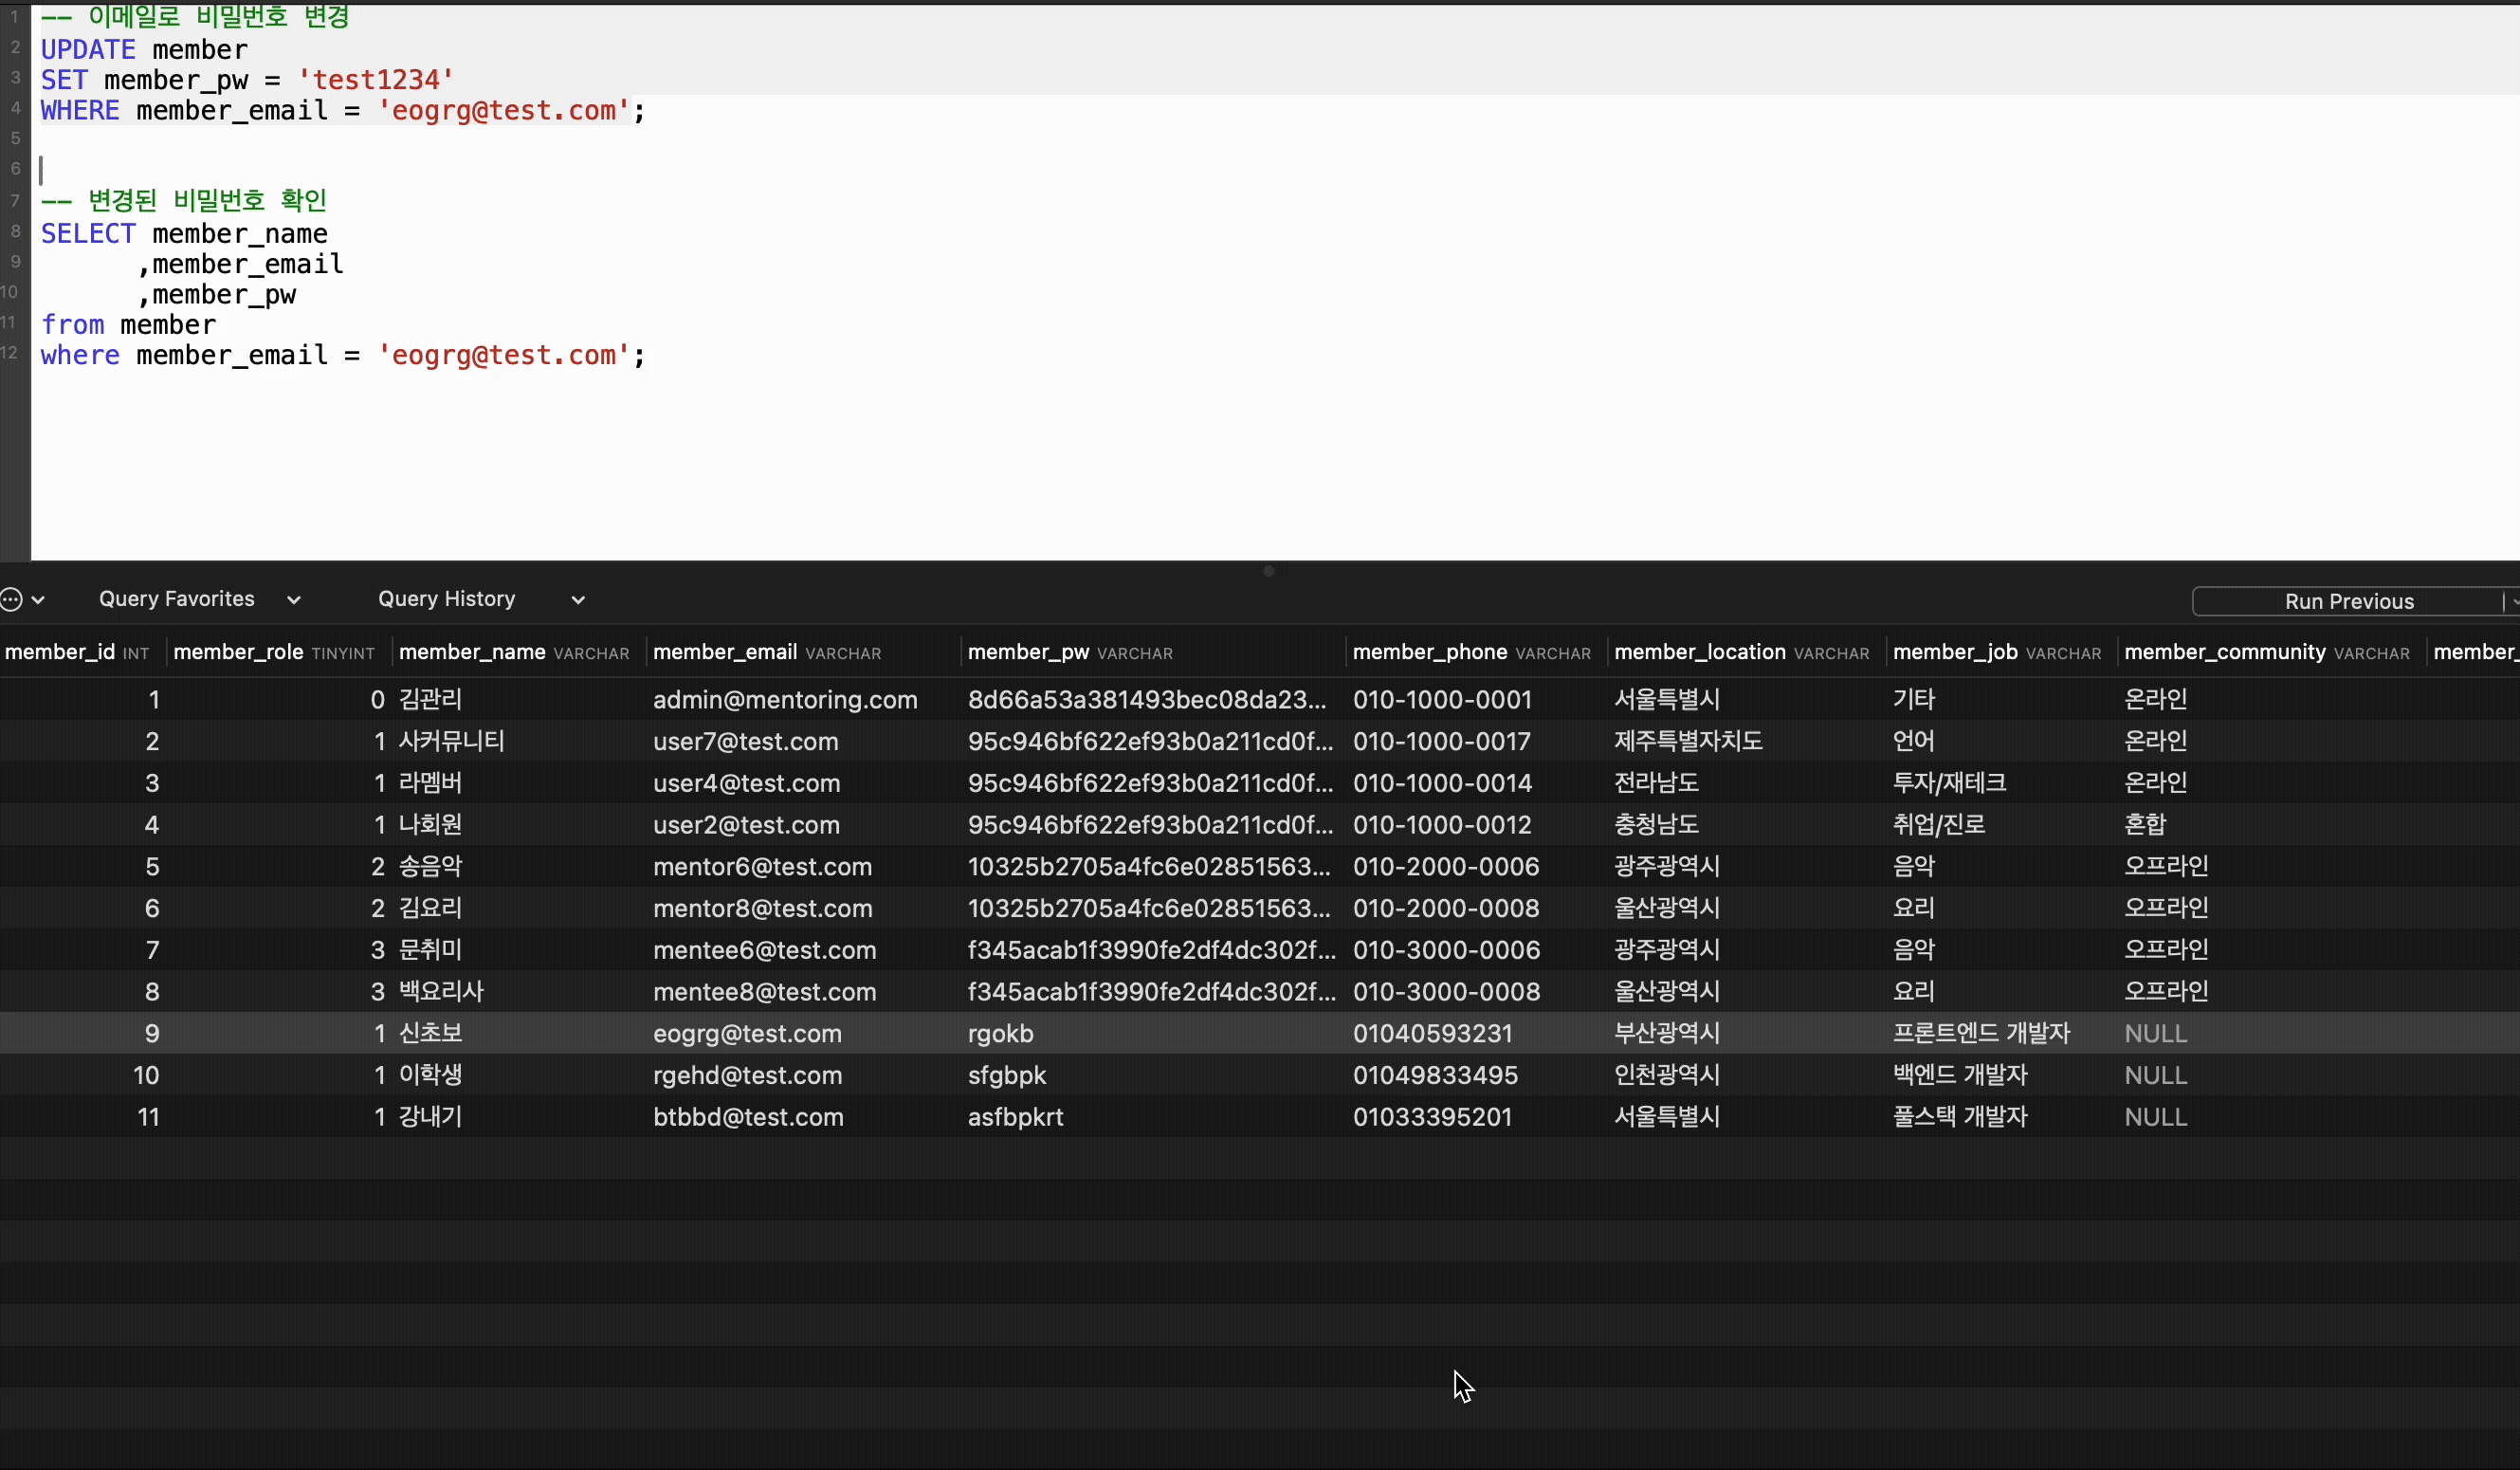 1 -- 이메일로 비밀번호 변경
2 UPDATE member
3 SET member_pw = 'test1234'
4 WHERE member_email = 'eogrg@test.com';
5
6
7 -- 변경된 비밀번호 확인
8 SELECT member_name
9 ,member_email
10 ,member_pw
11 from member
12 where member_email = 'eogrg@test.com';
Query Favorites Query History Run Previous
member_id INT member_role TINYINT member_name VARCHAR member_email VARCHAR member_pw VARCHAR member_phone VARCHAR member_location VARCHAR member_job VARCHAR member_community VARCHAR member_
1 0 김관리 admin@mentoring.com 8d66a53a381493bec08da23... 010-1000-0001 서울특별시 기타 온라인
2 1 사커뮤니티 user7@test.com 95c946bf622ef93b0a211cd0f... 010-1000-0017 제주특별자치도 언어 온라인
3 1 라멤버 user4@test.com 95c946bf622ef93b0a211cd0f... 010-1000-0014 전라남도 투자/재테크 온라인
4 1 나회원 user2@test.com 95c946bf622ef93b0a211cd0f... 010-1000-0012 충청남도 취업/진로 혼합
5 2 송음악 mentor6@test.com 10325b2705a4fc6e02851563... 010-2000-0006 광주광역시 음악 오프라인
6 2 김요리 mentor8@test.com 10325b2705a4fc6e02851563... 010-2000-0008 울산광역시 요리 오프라인
7 3 문취미 mentee6@test.com f345acab1f3990fe2df4dc302f... 010-3000-0006 광주광역시 음악 오프라인
8 3 백요리사 mentee8@test.com f345acab1f3990fe2df4dc302f... 010-3000-0008 울산광역시 요리 오프라인
9 1 신초보 eogrg@test.com rgokb 01040593231 부산광역시 프론트엔드 개발자 NULL
10 1 이학생 rgehd@test.com sfgbpk 01049833495 인천광역시 백엔드 개발자 NULL
11 1 강내기 btbbd@test.com asfbpkrt 01033395201 서울특별시 풀스택 개발자 NULL